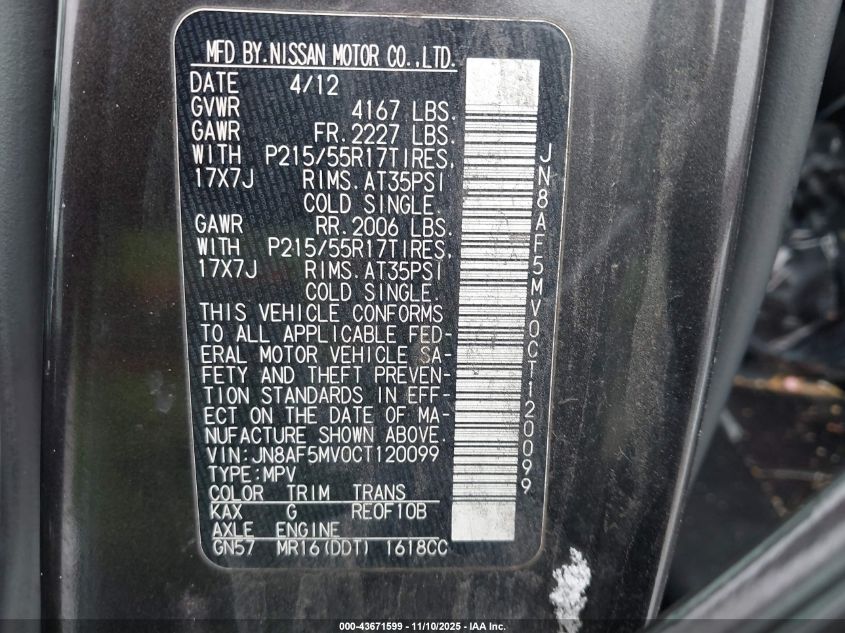 MFD BY.NISSAN MOTOR CO.,LTD.
DATE 4/12
GVWR 4167 LBS.
GAWR FR.2227 LBS.
WITH P215/55R17TIRES,
17X7J RIMS.AT35PSI
COLD SINGLE.
GAWR RR.2006 LBS.
WITH P215/55R17TIRES,
17X7J RIMS.AT35PSI
COLD SINGLE.
THIS VEHICLE CONFORMS
TO ALL APPLICABLE FED-
ERAL MOTOR VEHICLE SA-
FETY AND THEFT PREVEN-
TION STANDARDS IN EFF-
ECT ON THE DATE OF MA-
NUFACTURE SHOWN ABOVE.
VIN:JN8AF5MV0CT120099
TYPE:MPV
COLOR TRIM TRANS
KAX G RE0F10B
AXLE ENGINE
GN57 MR16(DDT) 1618CC
JN8AF5MV0CT120099
000-43671599 - 11/10/2025 - IAA Inc.